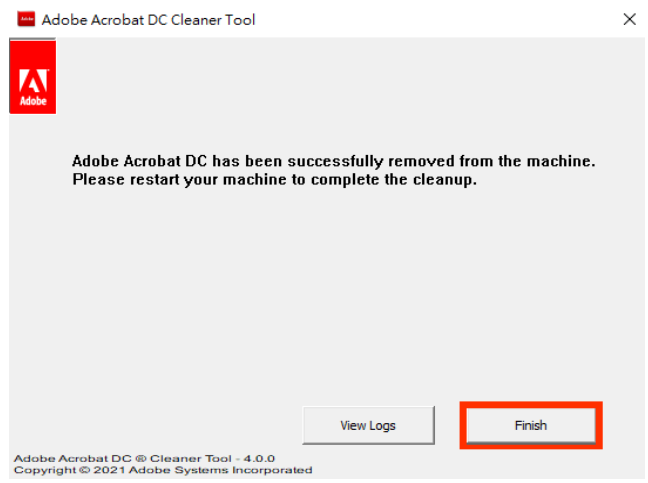 Adobe Acrobat DC Cleaner Tool
Adobe
Adobe Acrobat DC has been successfully removed from the machine.
Please restart your machine to complete the cleanup.
View Logs
Finish
Adobe Acrobat DC ® Cleaner Tool - 4.0.0
Copyright © 2021 Adobe Systems Incorporated